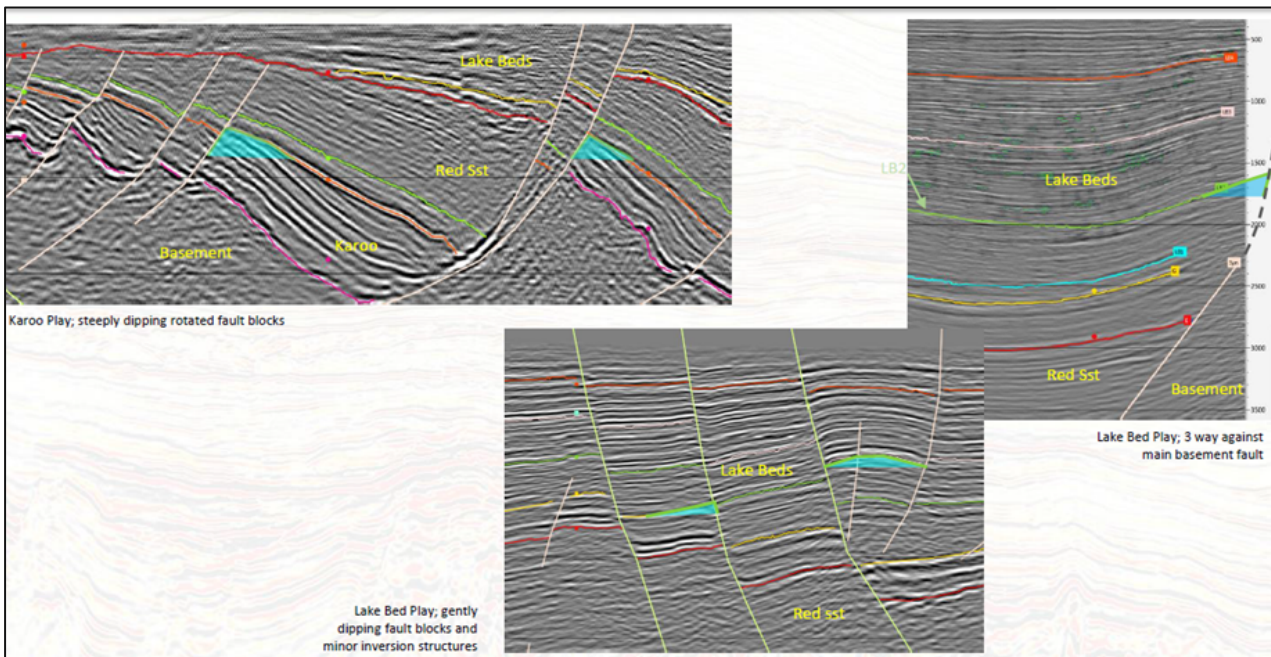 Lake Beds
Red Sst
Basement
Karoo
Karoo Play; steeply dipping rotated fault blocks
500
1000
1500
LB2
Lake Beds
2000
2500
3000
Red Sst
Basement
3500
Lake Bed Play; 3 way against
main basement fault
Lake Beds
Red sst
Lake Bed Play; gently
dipping fault blocks and
minor inversion structures